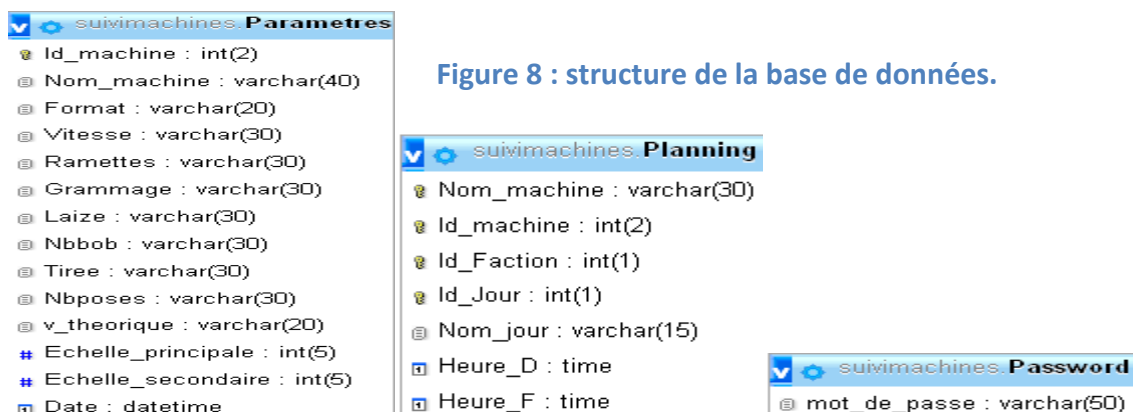 suivimachines.Parametres
Id_machine : int(2)
Nom_machine : varchar(40)
Format : varchar(20)
Vitesse : varchar(30)
Ramettes : varchar(30)
Grammage : varchar(30)
Laize : varchar(30)
Nbbob : varchar(30)
Tiree : varchar(30)
Nbposes : varchar(30)
v_theorique : varchar(20)
Echelle_principale : int(5)
Echelle_secondaire : int(5)
Date : datetime
Figure 8 : structure de la base de données.
suivimachines.Planning
Nom_machine : varchar(30)
Id_machine : int(2)
Id_Faction : int(1)
Id_Jour : int(1)
Nom_jour : varchar(15)
Heure_D : time
Heure_F : time
suivimachines.Password
mot_de_passe : varchar(50)